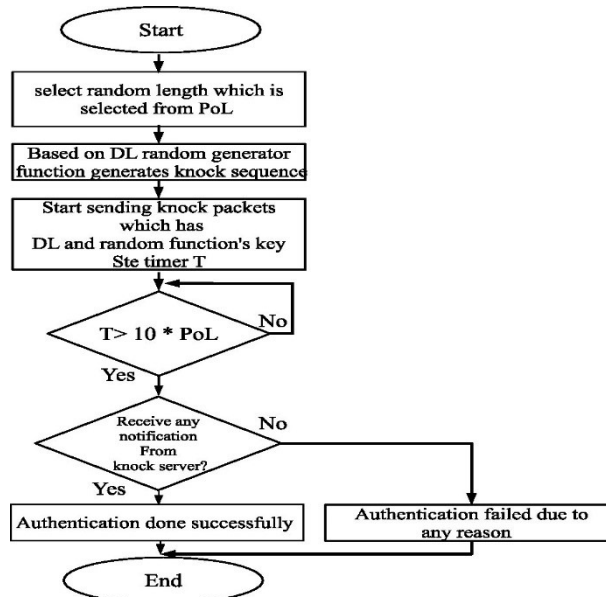 Start
select random length which is
selected from PoL
Based on DL random generator
function generates knock sequence
Start sending knock packets
which has
DL and random function's key
Ste timer T
T> 10 * PoL
No
Yes
Receive any
notification
From
knock server?
No
Yes
Authentication done successfully
Authentication failed due to
any reason
End